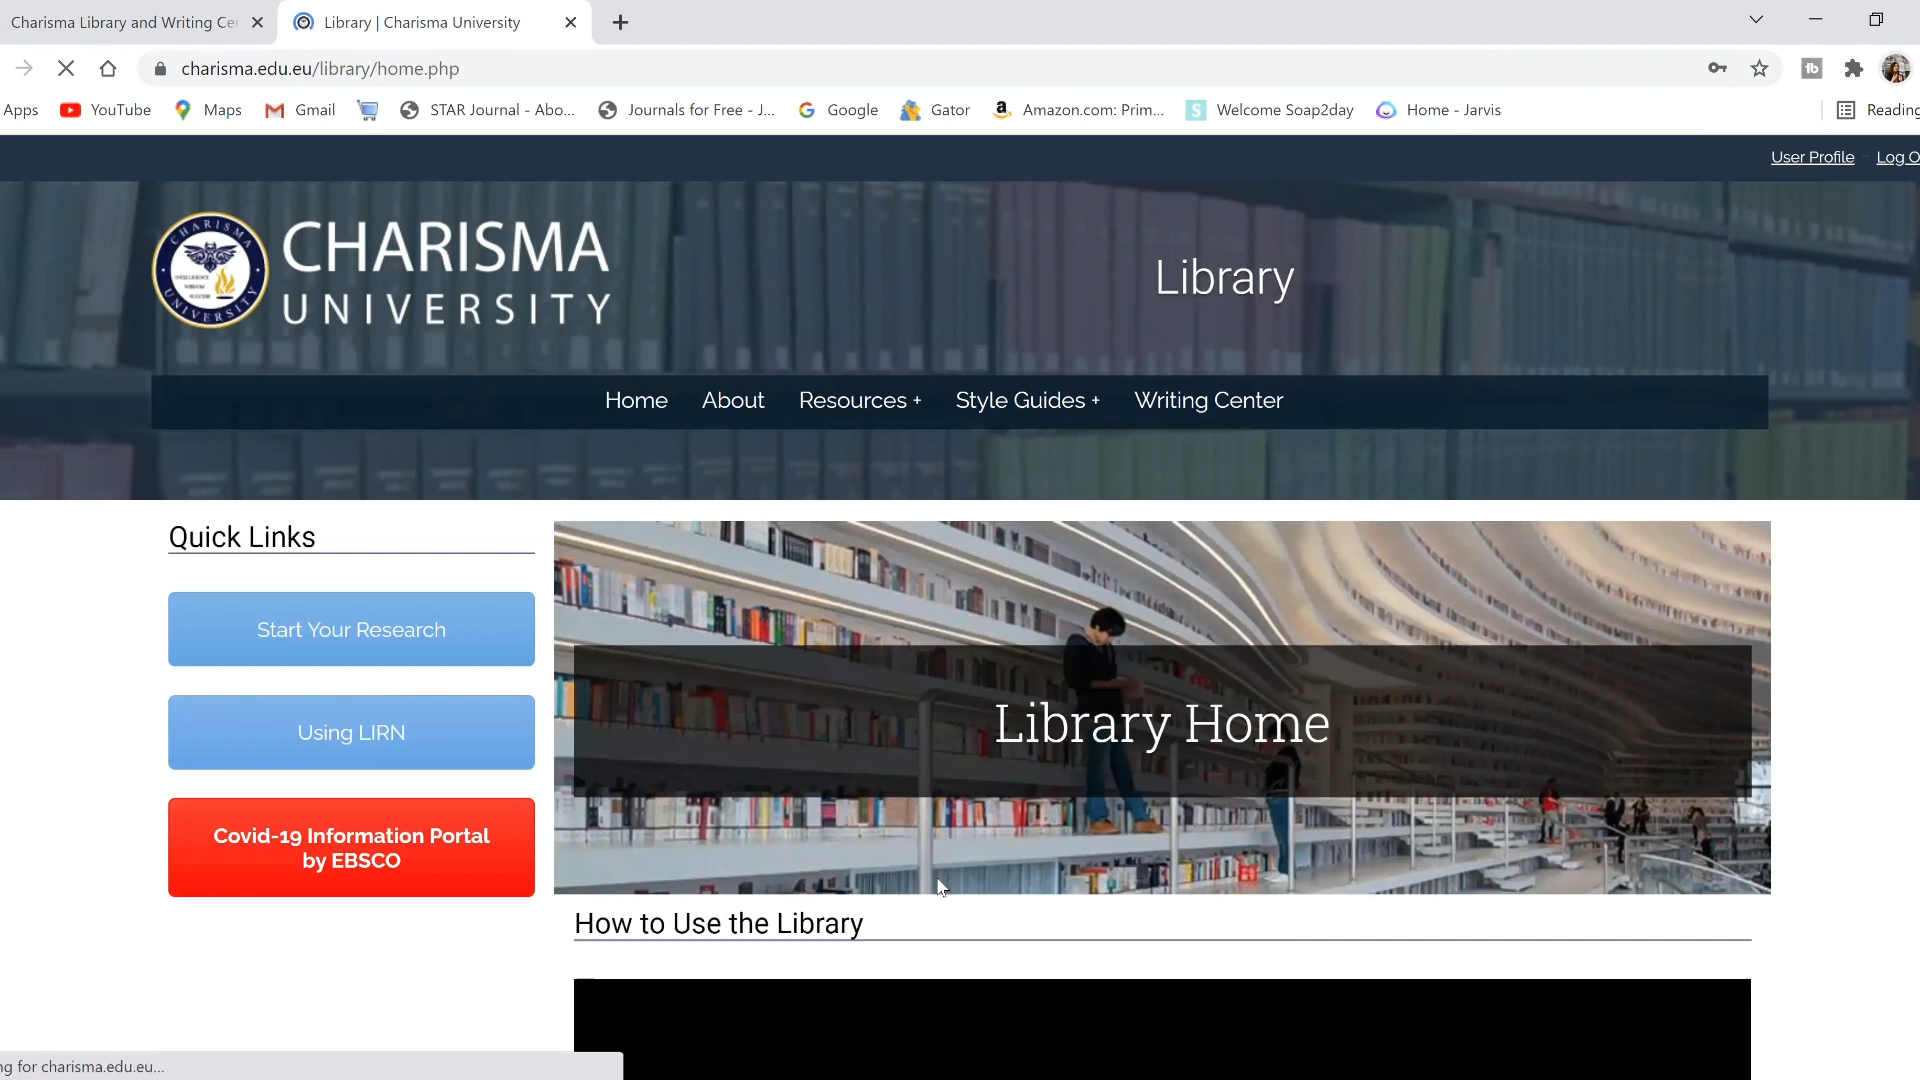 Charisma Library and Writing Ce
Library | Charisma University
charisma.edu.eu/library/home.php
Apps
YouTube
Maps
Gmail
STAR Journal - Abo...
Journals for Free - J...
Google
Gator
Amazon.com: Prim...
Welcome Soap2day
Home - Jarvis
Reading
User Profile
Log O
CHARISMA
UNIVERSITY
Library
Home
About
Resources +
Style Guides +
Writing Center
Quick Links
Start Your Research
Using LIRN
Covid-19 Information Portal
by EBSCO
Library Home
How to Use the Library
ng for charisma.edu.eu...